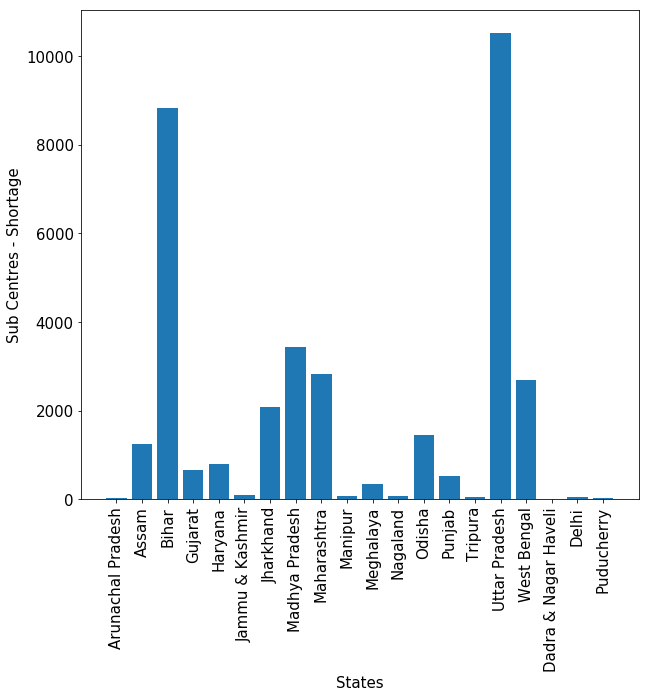 Sub Centres - Shortage
10000
8000
6000
4000
2000
0
Arunachal Pradesh
Assam
Bihar
Gujarat
Haryana
Jammu & Kashmir
Jharkhand
Madhya Pradesh
Maharashtra
Manipur
Meghalaya
Nagaland
Odisha
Punjab
Tripura
Uttar Pradesh
West Bengal
Dadra & Nagar Haveli
Delhi
Puducherry
States